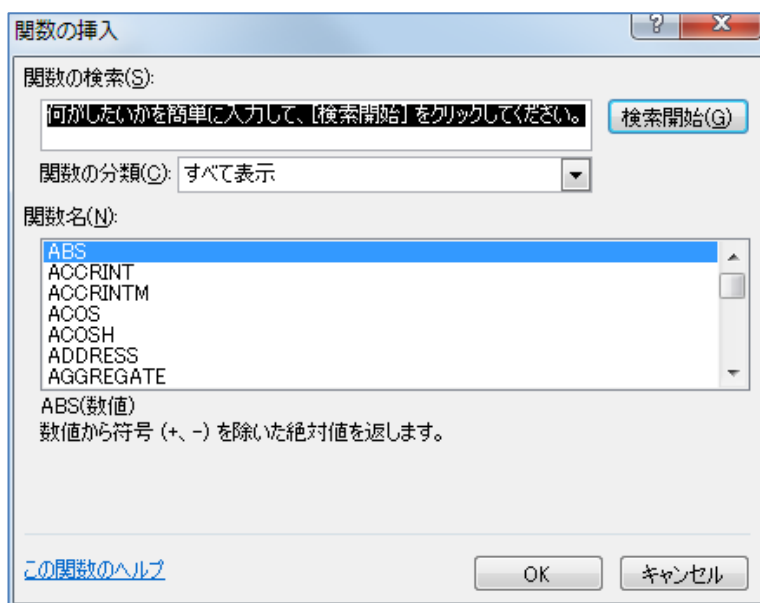 関数の挿入
?
X
関数の検索(S):
何がしたいかを簡単に入力して、[検索開始] をクリックしてください。
検索開始(G)
関数の分類(C): すべて表示
関数名(N):
ABS
ACCRINT
ACCRINTM
ACOS
ACOSH
ADDRESS
AGGREGATE
ABS(数値)
数値から符号 (+、-) を除いた絶対値を返します。
この関数のヘルプ
OK
キャンセル